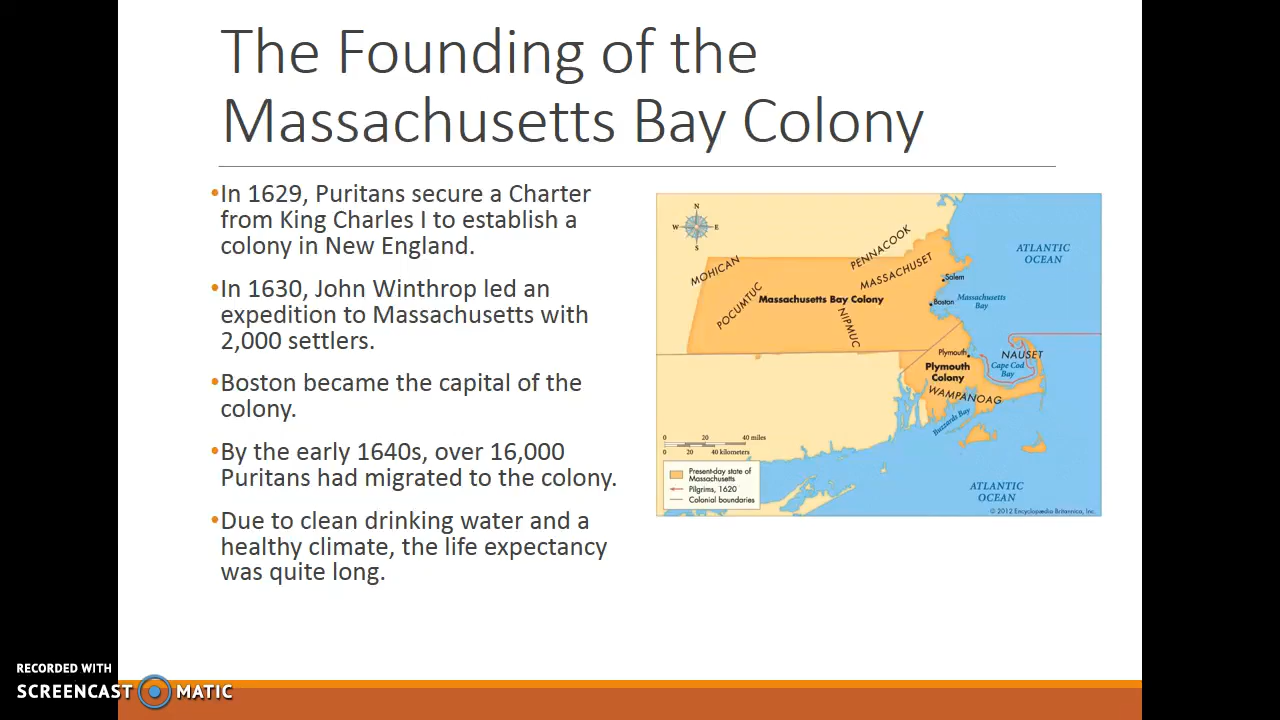 The Founding of the
Massachusetts Bay Colony
•In 1629, Puritans secure a Charter
from King Charles I to establish a
colony in New England.
•In 1630, John Winthrop led an
expedition to Massachusetts with
2,000 settlers.
•Boston became the capital of the
colony.
•By the early 1640s, over 16,000
Puritans had migrated to the colony.
•Due to clean drinking water and a
healthy climate, the life expectancy
was quite long.
N
W
E
S
MOHICAN
PENNACOOK
MASSACHUSET
POCUMTUC
Massachusetts Bay Colony
NIPMUC
Salem
Boston
Massachusetts
Bay
ATLANTIC
OCEAN
Plymouth
Plymouth
Colony
NAUSET
Cape Cod
Bay
WAMPANOAG
Buzzards Bay
0 20 40 miles
0 20 40 kilometers
Present-day state of
Massachusetts
Pilgrims, 1620
Colonial boundaries
ATLANTIC
OCEAN
© 2012 Encyclopædia Britannica, Inc.
RECORDED WITH
SCREENCAST MATIC